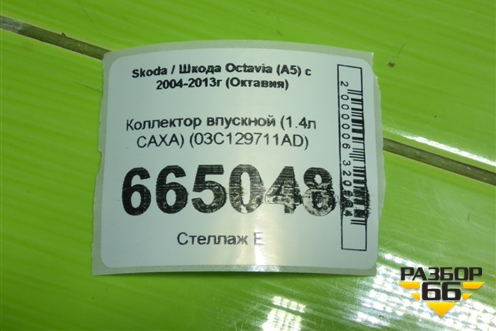 Skoda / Шкода Octavia (A5) с
2004-2013г (Октавия)
Коллектор впускной (1.4л
CAXA) (03C129711AD)
665048
Стеллаж Е
РАЗБОР
66